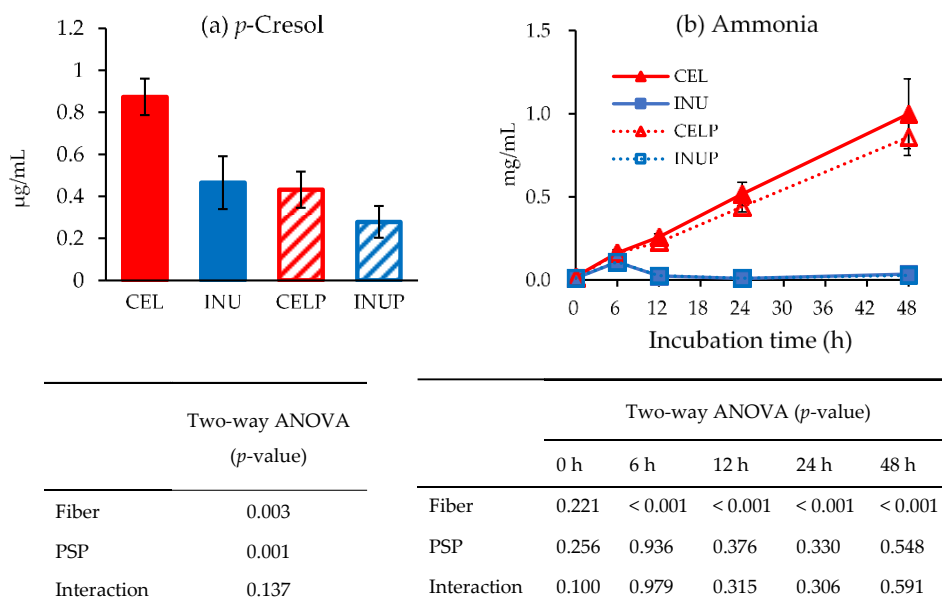 (a) p-Cresol
1.2
1
0.8
0.6
0.4
0.2
0
µg/mL
CEL INU CELP INUP
(b) Ammonia
1.5
1.0
0.5
0.0
mg/mL
CEL
INU
CELP
INUP
0 6 12 18 24 30 36 42 48
Incubation time (h)
Two-way ANOVA
(p-value)
Fiber 0.003
PSP 0.001
Interaction 0.137
Two-way ANOVA (p-value)
0 h 6 h 12 h 24 h 48 h
Fiber 0.221 < 0.001 < 0.001 < 0.001 < 0.001
PSP 0.256 0.936 0.376 0.330 0.548
Interaction 0.100 0.979 0.315 0.306 0.591